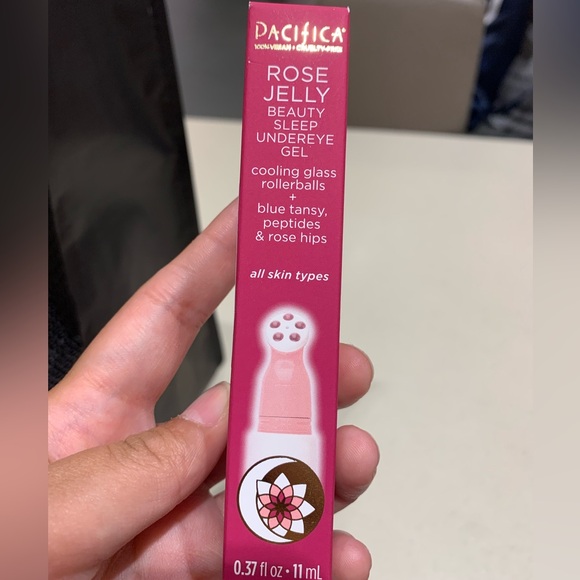 PACIFICA®
100% VEGAN + CRUELTY-FREE
ROSE
JELLY
BEAUTY
SLEEP
UNDEREYE
GEL
cooling glass
rollerballs
+
blue tansy,
peptides
& rose hips
all skin types
0.37 fl oz • 11 mL